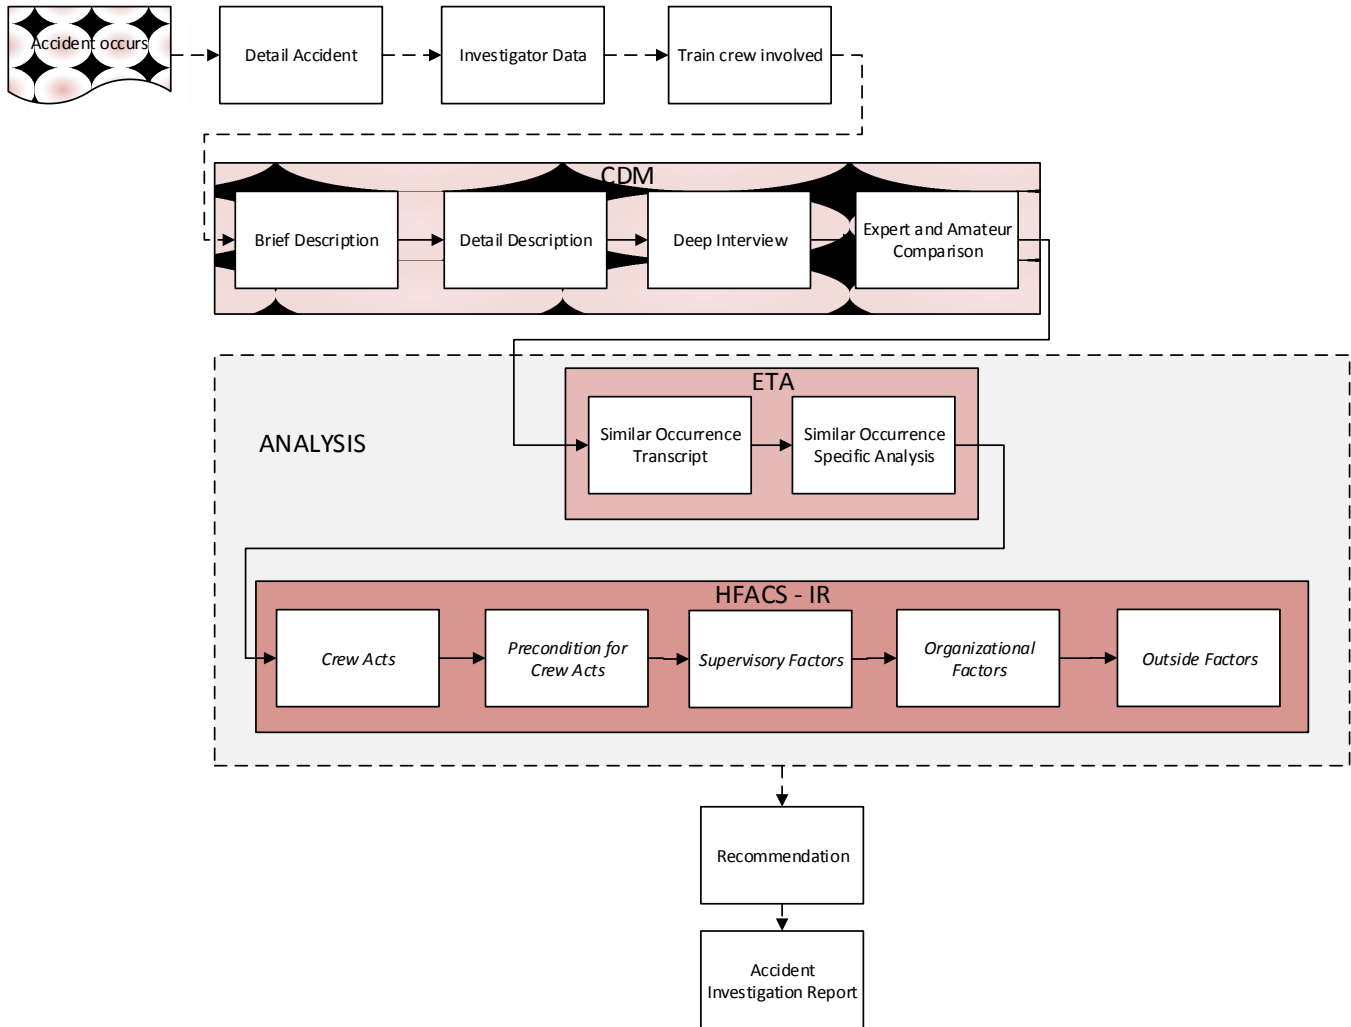 Accident occurs
Detail Accident
Investigator Data
Train crew involved
CDM
Brief Description
Detail Description
Deep Interview
Expert and Amateur
Comparison
ANALYSIS
ETA
Similar Occurrence
Transcript
Similar Occurrence
Specific Analysis
HFACS - IR
Crew Acts
Precondition for
Crew Acts
Supervisory Factors
Organizational
Factors
Outside Factors
Recommendation
Accident
Investigation Report